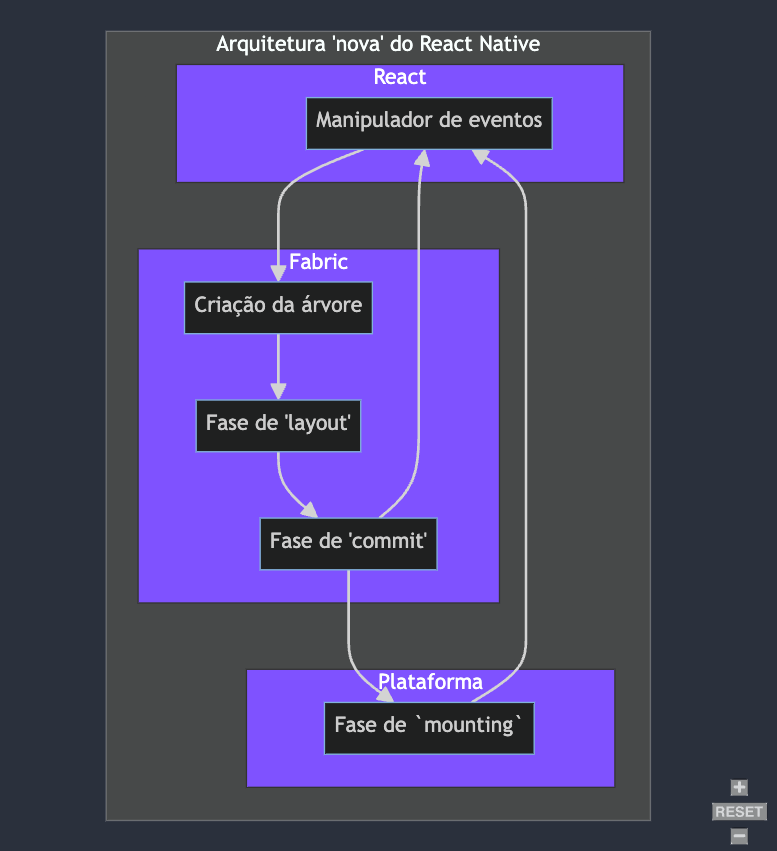 Arquitetura 'nova' do React Native
React
Manipulador de eventos
Fabric
Criação da árvore
Fase de 'layout'
Fase de 'commit'
Plataforma
Fase de `mounting`
+
RESET
−